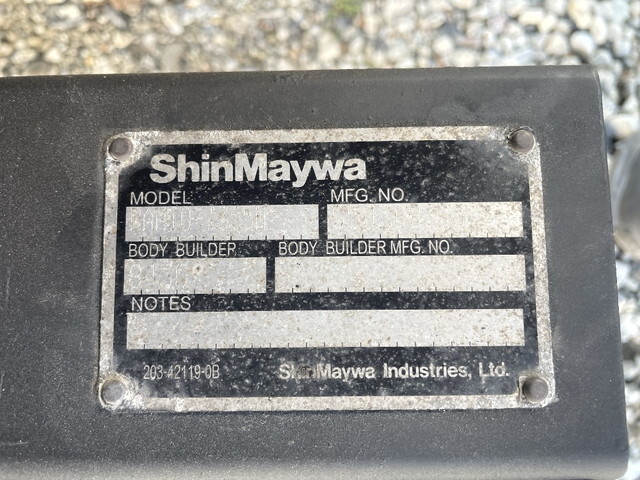 ShinMaywa
MODEL
MFG. NO.
BODY BUILDER
BODY BUILDER MFG. NO.
NOTES
203-42119-0B
ShinMaywa Industries, Ltd.